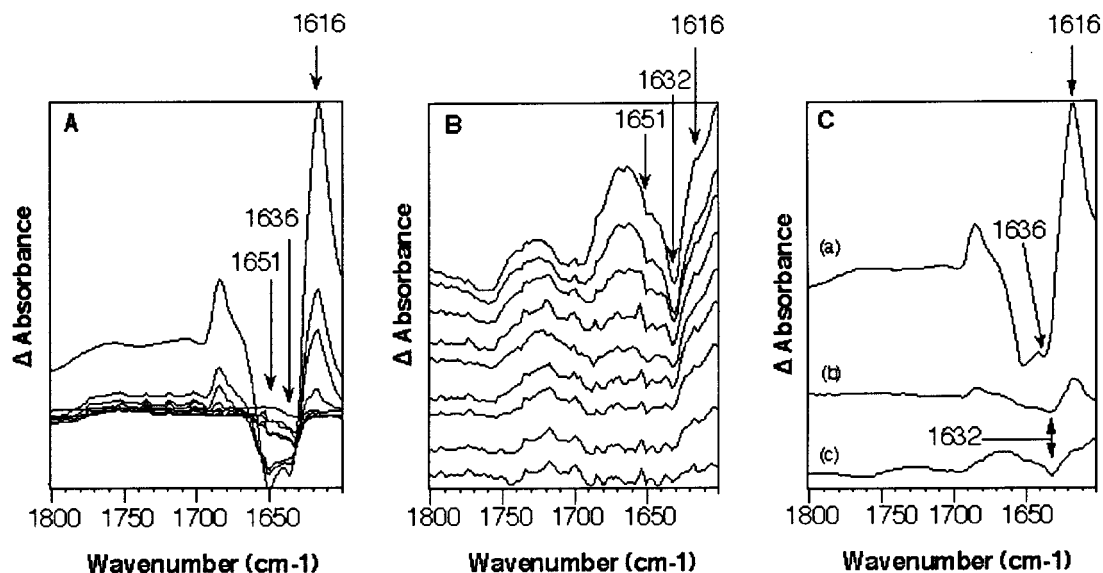 1616
1636
1651
A
Δ Absorbance
1800
1750
1700
1650
Wavenumber (cm-1)
1616
1632
1651
B
Δ Absorbance
1800
1750
1700
1650
Wavenumber (cm-1)
1616
C
1636
(a)
(b)
(c)
1632
Δ Absorbance
1800
1750
1700
1650
Wavenumber (cm-1)